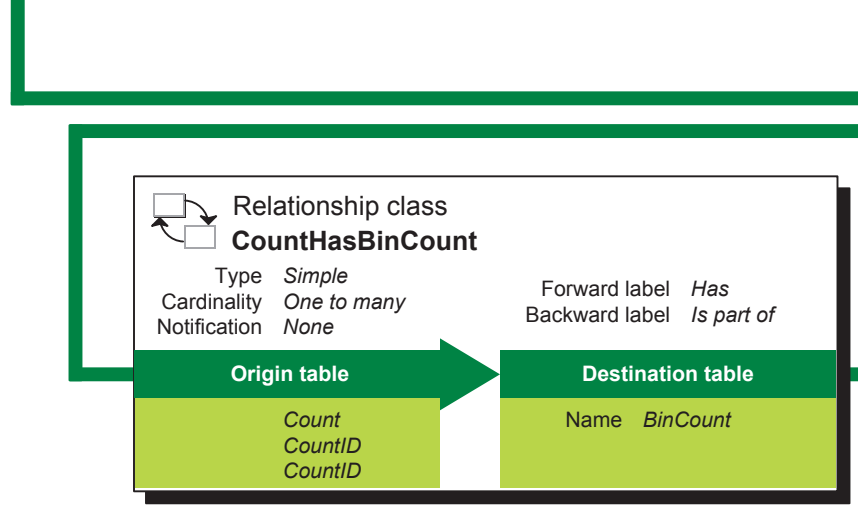 Relationship class
CountHasBinCount
Type Simple
Cardinality One to many
Notification None
Forward label Has
Backward label Is part of
Origin table
Destination table
Count
CountID
CountID
Name BinCount